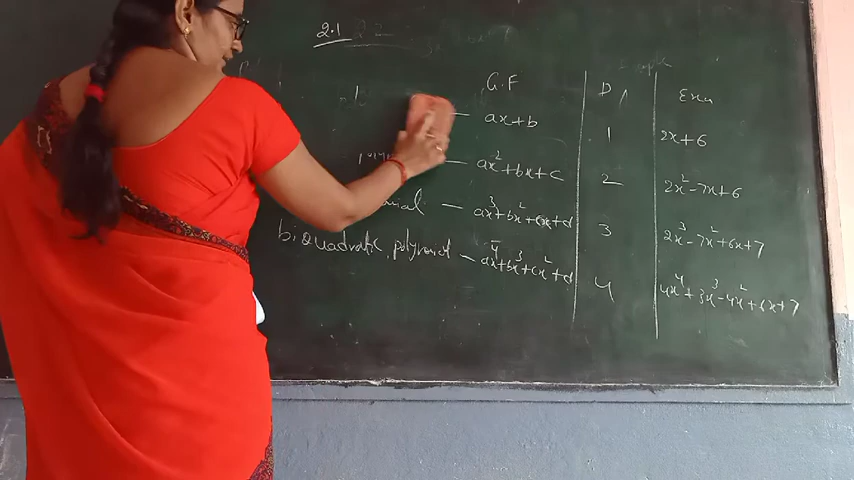 2.1
G.F D Exa
— ax+b 1 2x+6
— ax²+bx+c 2 2x²-7x+6
— ax³+bx²+cx+d 3 2x³-7x²+6x+7
biquadratic polynomial — ax⁴+bx³+cx²+d 4 4x⁴+3x³-4x²+6x+7